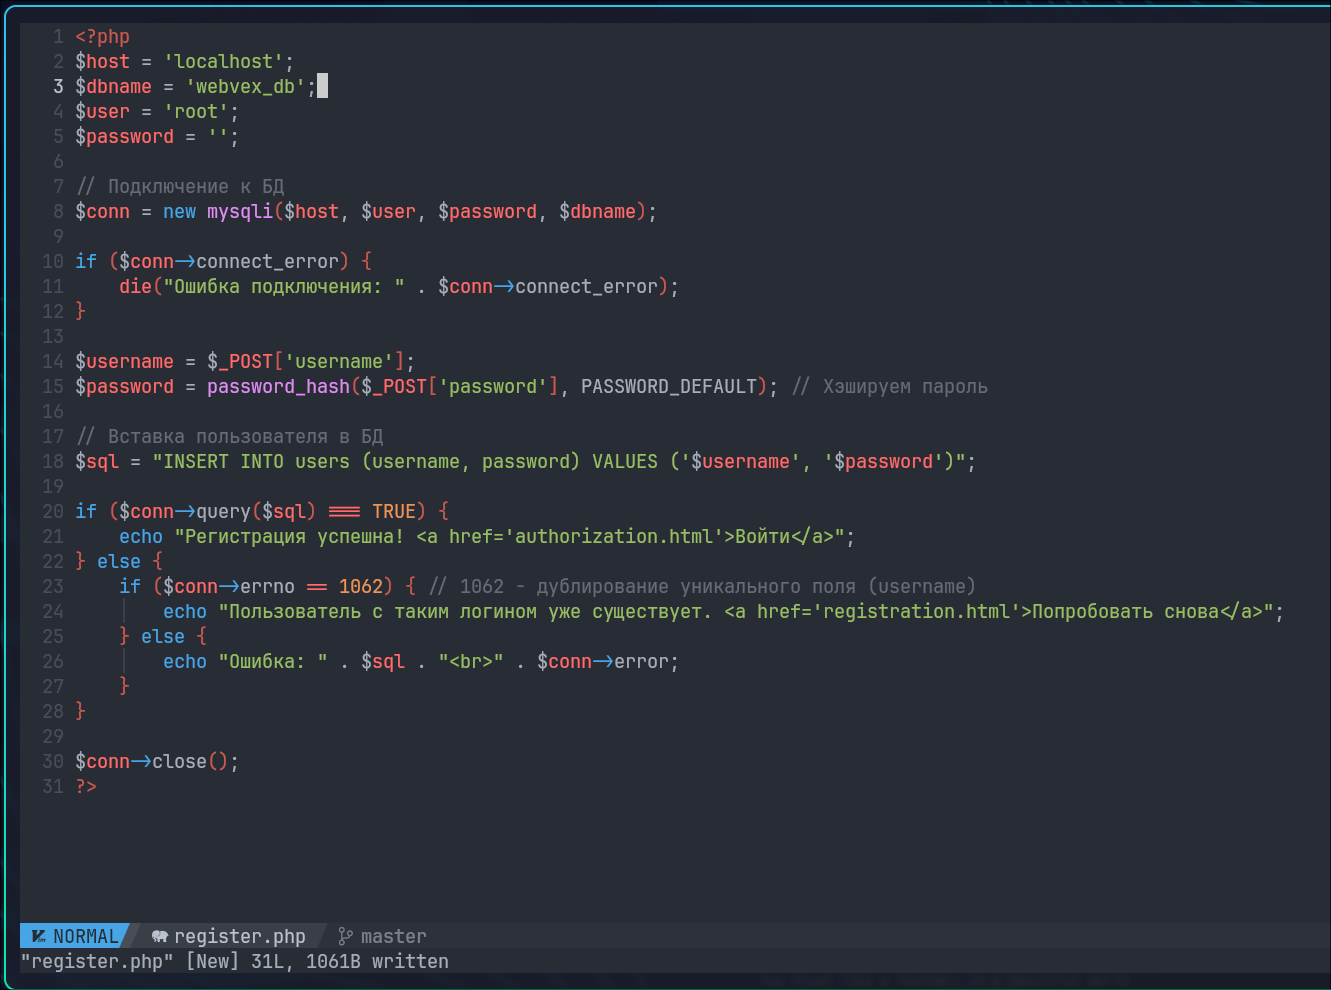 1 <?php
2 $host = 'localhost';
3 $dbname = 'webvex_db';
4 $user = 'root';
5 $password = '';
6
7 // Подключение к БД
8 $conn = new mysqli($host, $user, $password, $dbname);
9
10 if ($conn->connect_error) {
11     die("Ошибка подключения: " . $conn->connect_error);
12 }
13
14 $username = $_POST['username'];
15 $password = password_hash($_POST['password'], PASSWORD_DEFAULT); // Хэшируем пароль
16
17 // Вставка пользователя в БД
18 $sql = "INSERT INTO users (username, password) VALUES ('$username', '$password')";
19
20 if ($conn->query($sql) === TRUE) {
21     echo "Регистрация успешна! <a href='authorization.html'>Войти</a>";
22 } else {
23     if ($conn->errno == 1062) { // 1062 - дублирование уникального поля (username)
24         echo "Пользователь с таким логином уже существует. <a href='registration.html'>Попробовать снова</a>";
25     } else {
26         echo "Ошибка: " . $sql . "<br>" . $conn->error;
27     }
28 }
29
30 $conn->close();
31 ?>
NORMAL register.php master
"register.php" [New] 31L, 1061B written